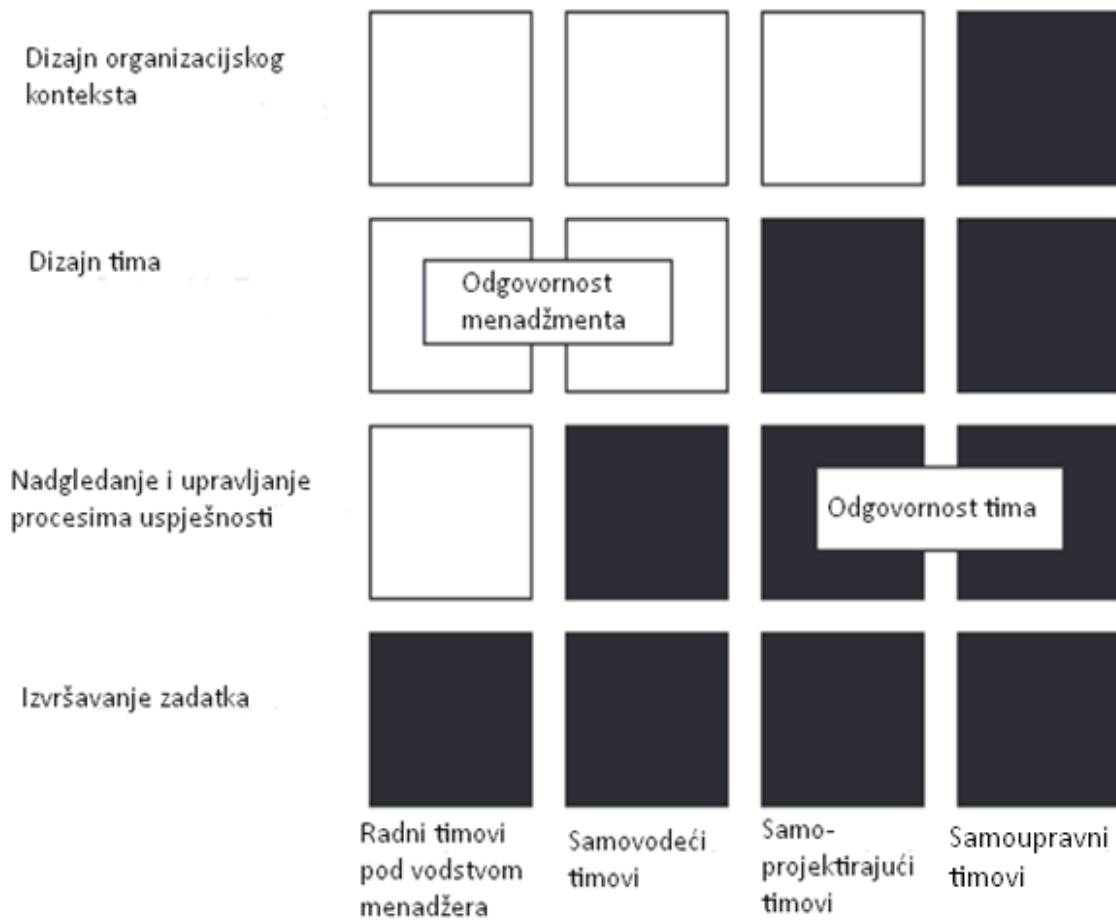 Dizajn organizacijskog
konteksta
Dizajn tima
Odgovornost
menadžmenta
Nadgledanje i upravljanje
procesima uspješnosti
Odgovornost tima
Izvršavanje zadatka
Radni timovi
pod vodstvom
menadžera
Samovodeći
timovi
Samo-
projektirajući
timovi
Samoupravni
timovi